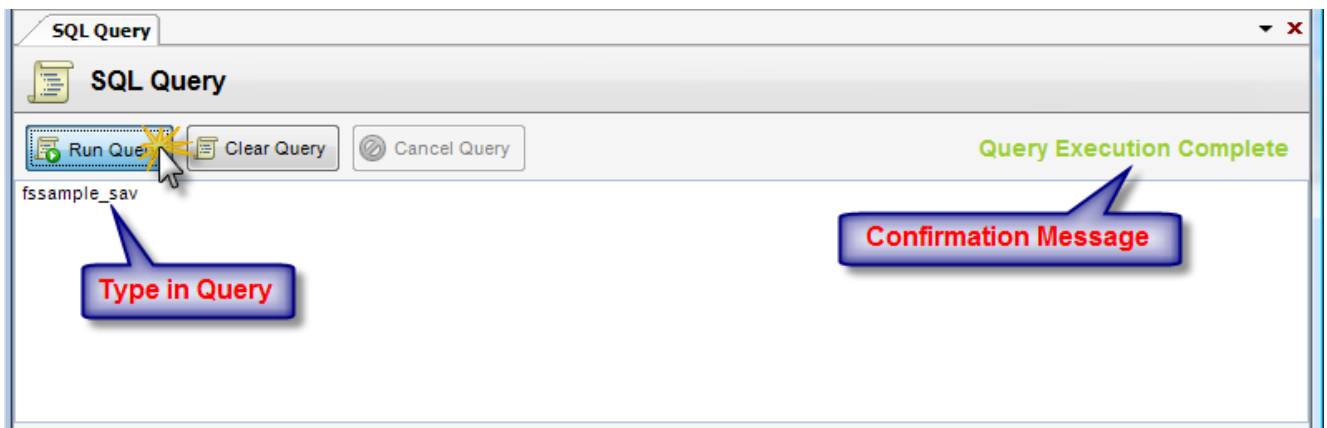 SQL Query
SQL Query
Run Que
Clear Query
Cancel Query
Query Execution Complete
fssample_sav
Confirmation Message
Type in Query